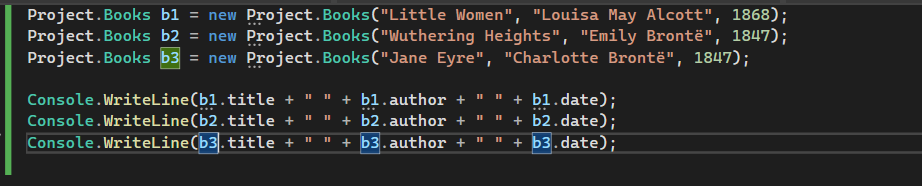 Project.Books b1 = new Project.Books("Little Women", "Louisa May Alcott", 1868);
Project.Books b2 = new Project.Books("Wuthering Heights", "Emily Brontë", 1847);
Project.Books b3 = new Project.Books("Jane Eyre", "Charlotte Brontë", 1847);
Console.WriteLine(b1.title + " " + b1.author + " " + b1.date);
Console.WriteLine(b2.title + " " + b2.author + " " + b2.date);
Console.WriteLine(b3.title + " " + b3.author + " " + b3.date);